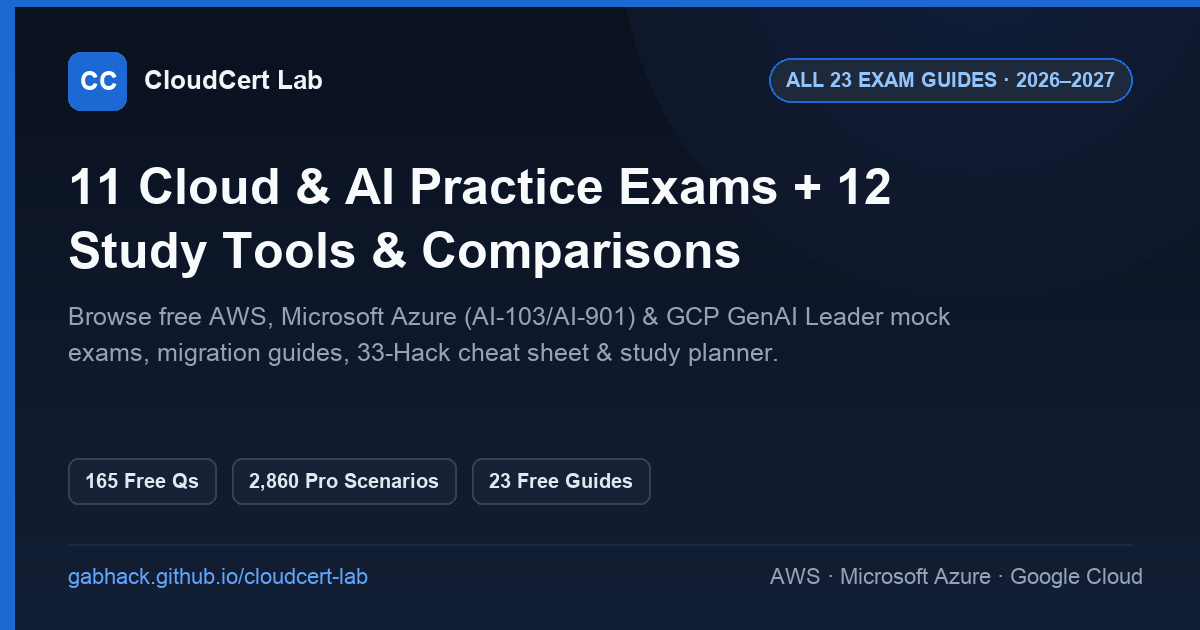 CC
CloudCert Lab
ALL 23 EXAM GUIDES · 2026–2027
11 Cloud & AI Practice Exams + 12
Study Tools & Comparisons
Browse free AWS, Microsoft Azure (AI-103/AI-901) & GCP GenAI Leader mock
exams, migration guides, 33-Hack cheat sheet & study planner.
165 Free Qs
2,860 Pro Scenarios
23 Free Guides
gabhack.github.io/cloudcert-lab
AWS · Microsoft Azure · Google Cloud